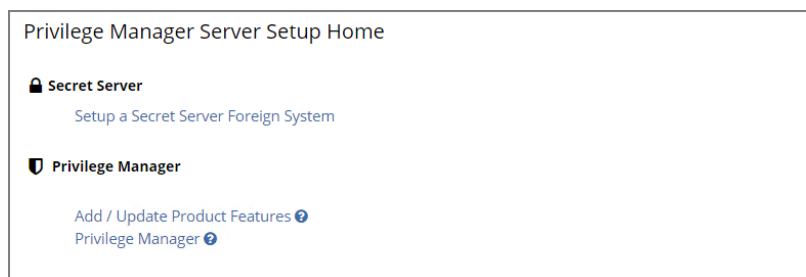 Privilege Manager Server Setup Home
Secret Server
Setup a Secret Server Foreign System
Privilege Manager
Add / Update Product Features ?
Privilege Manager ?